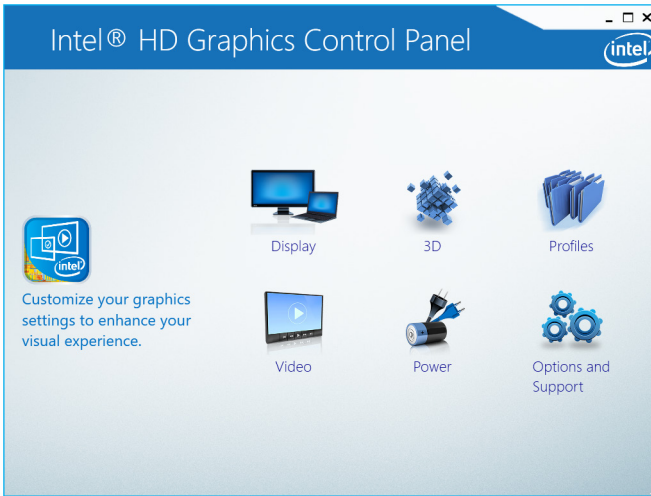 Intel® HD Graphics Control Panel
intel
intel
Customize your graphics
settings to enhance your
visual experience.
Display
3D
Profiles
Video
Power
Options and
Support